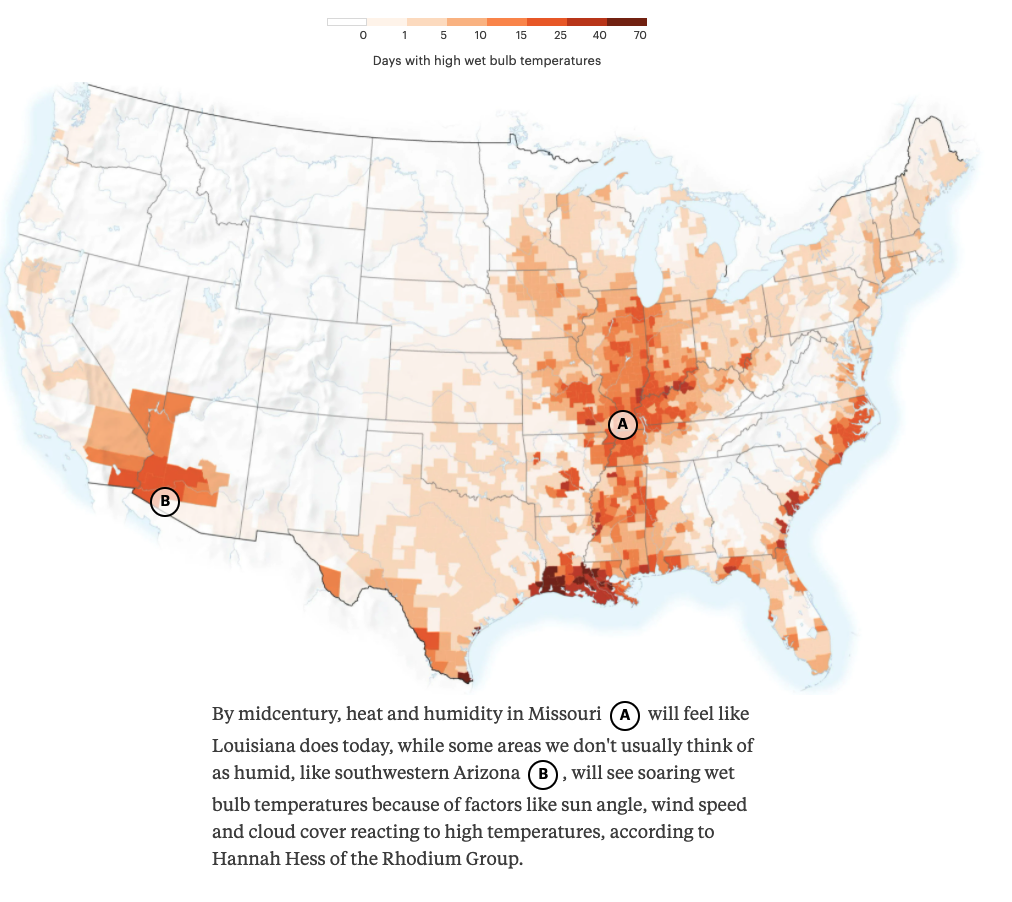 0 1 5 10 15 25 40 70
Days with high wet bulb temperatures
A
B
By midcentury, heat and humidity in Missouri A will feel like
Louisiana does today, while some areas we don't usually think of
as humid, like southwestern Arizona B , will see soaring wet
bulb temperatures because of factors like sun angle, wind speed
and cloud cover reacting to high temperatures, according to
Hannah Hess of the Rhodium Group.